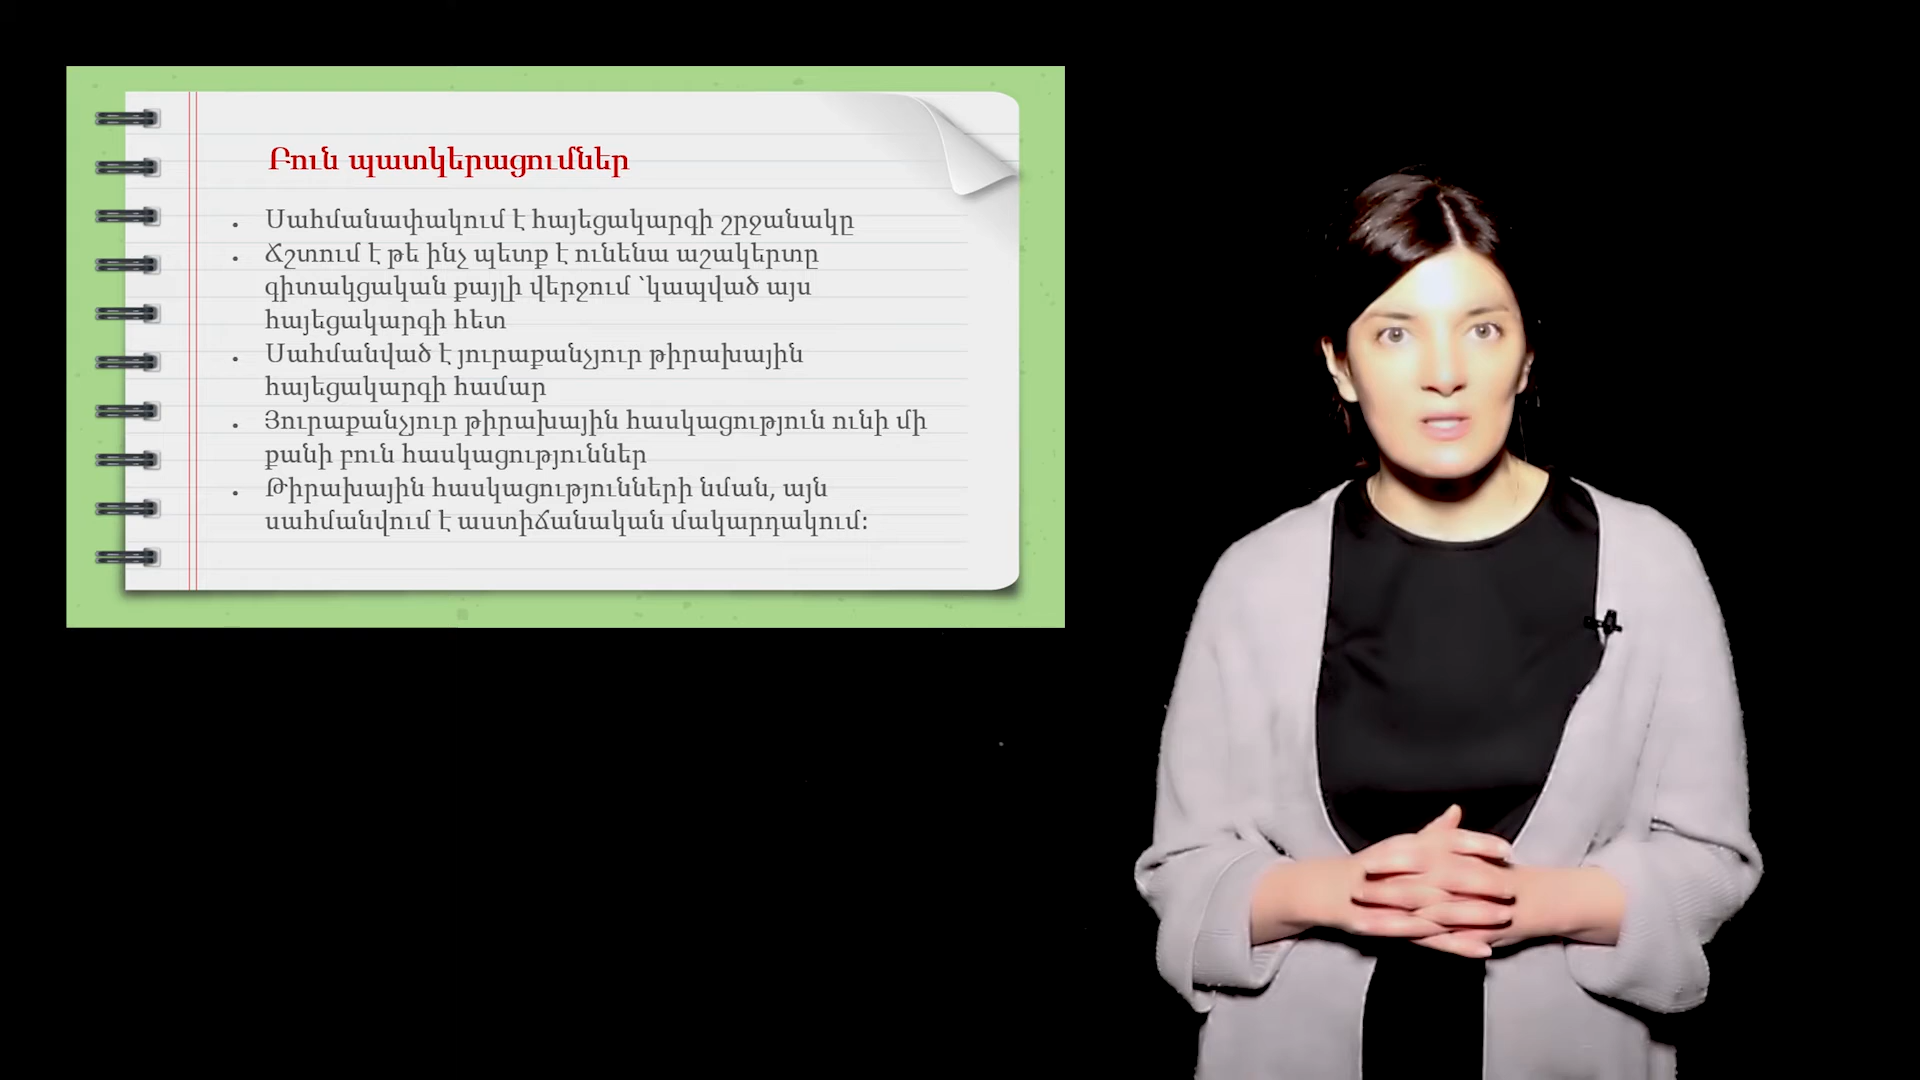 Բուն պատկերացումներ
• Սահմանափակում է հայեցակարգի շրջանակը
• Ճշտում է թե ինչ պետք է ունենա աշակերտը
գիտակցական քայլի վերջում `կապված այս
հայեցակարգի հետ
• Սահմանված է յուրաքանչյուր թիրախային
հայեցակարգի համար
• Յուրաքանչյուր թիրախային հասկացություն ունի մի
քանի բուն հասկացություններ
• Թիրախային հասկացությունների նման, այն
սահմանվում է աստիճանական մակարդակում: